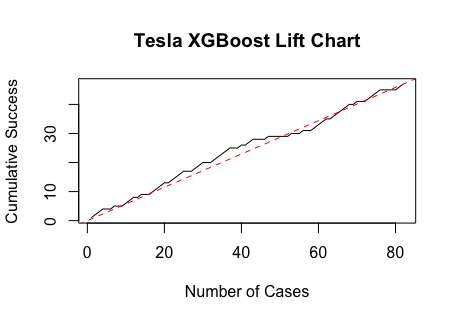 Tesla XGBoost Lift Chart
Cumulative Success
30
10
0
0 20 40 60 80
Number of Cases